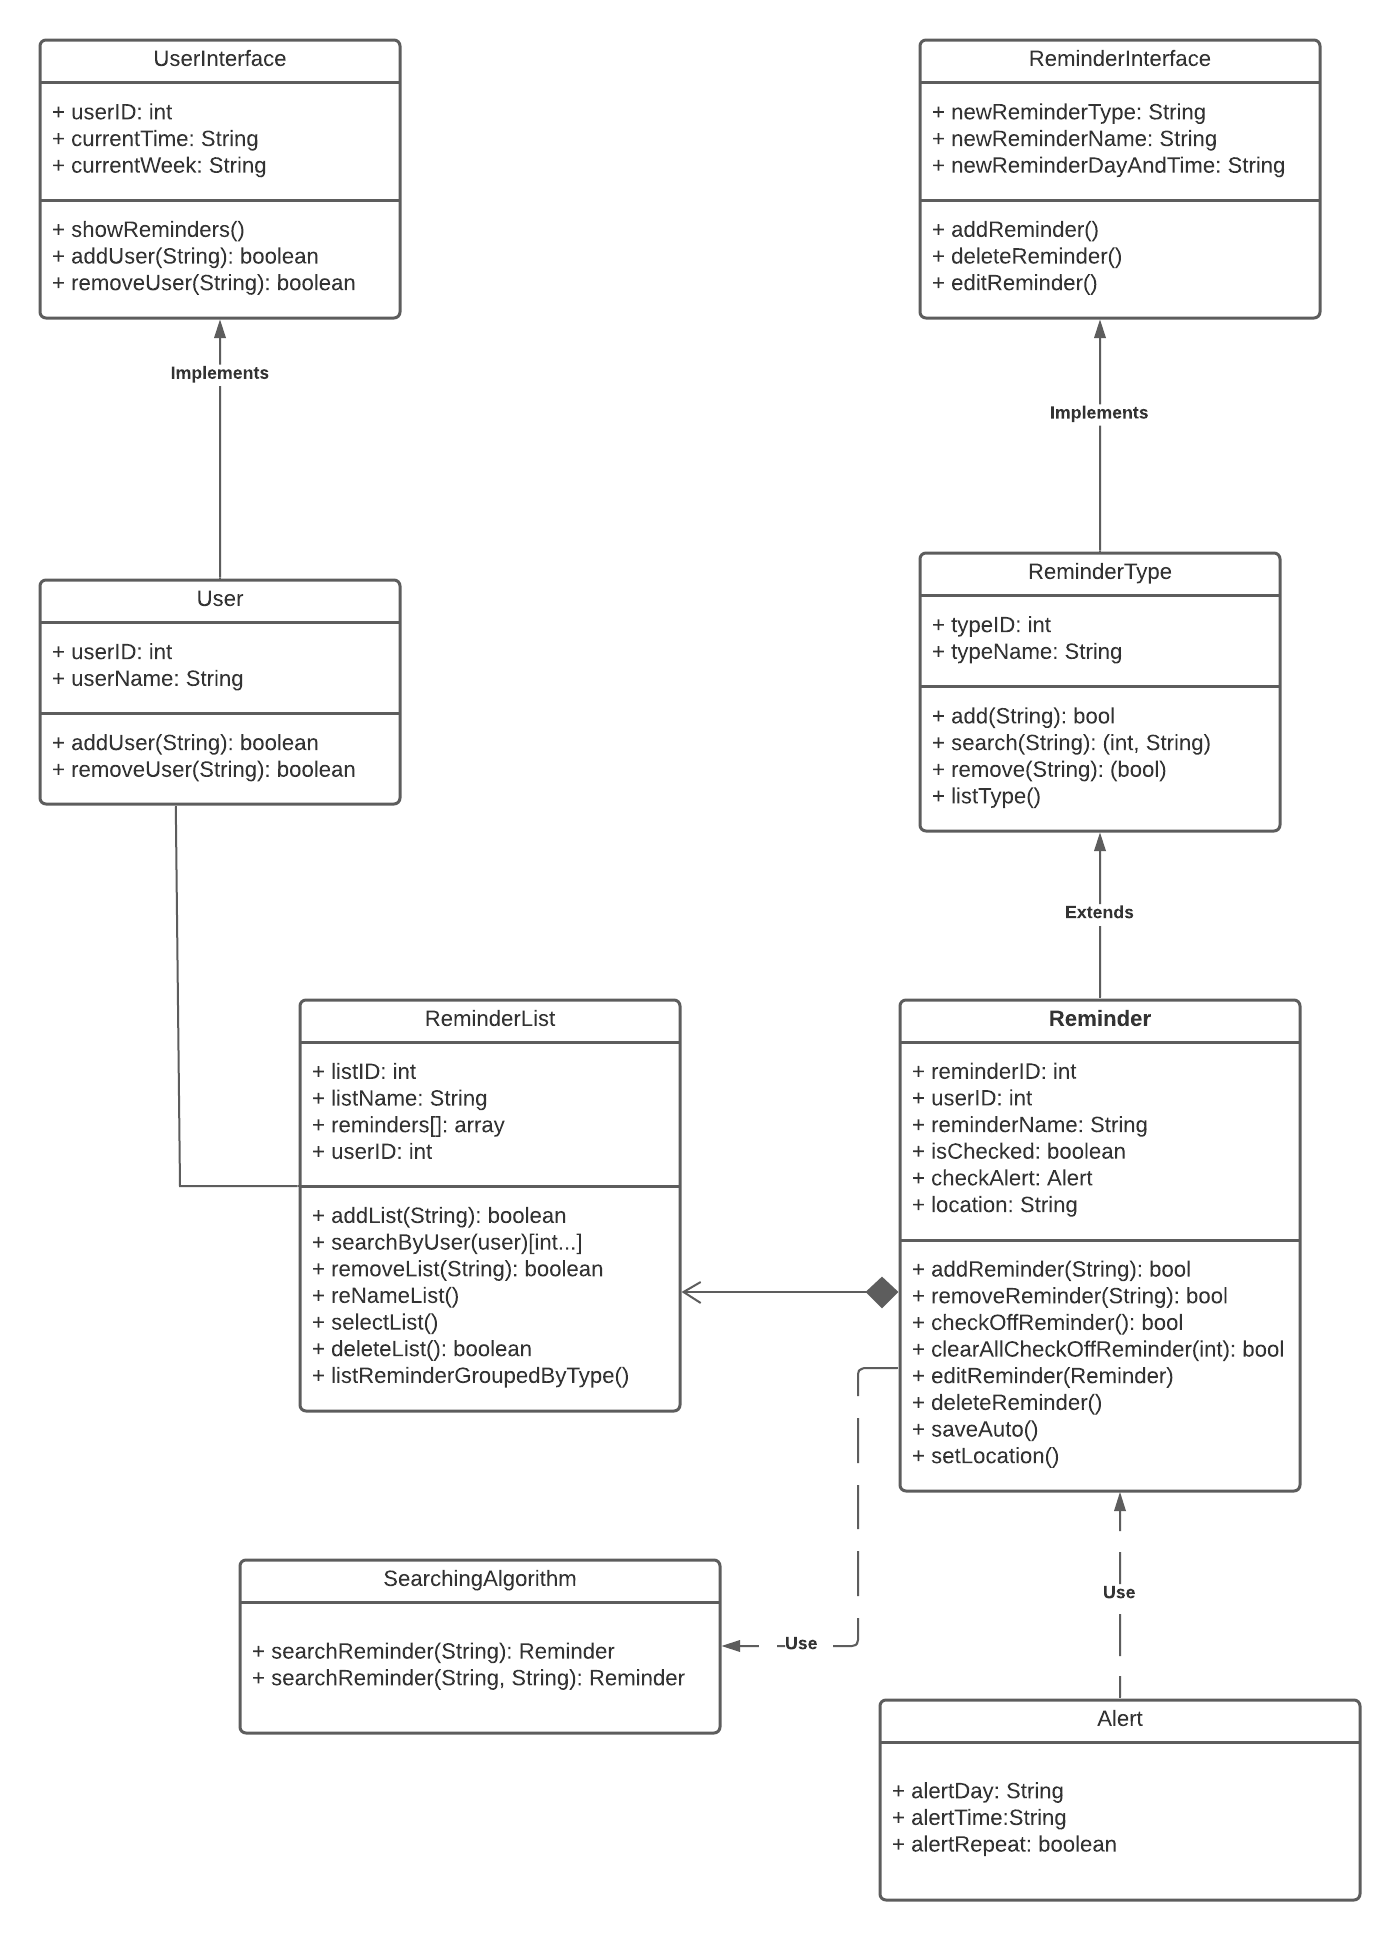 UserInterface
+ userID: int
+ currentTime: String
+ currentWeek: String
+ showReminders()
+ addUser(String): boolean
+ removeUser(String): boolean
ReminderInterface
+ newReminderType: String
+ newReminderName: String
+ newReminderDayAndTime: String
+ addReminder()
+ deleteReminder()
+ editReminder()
Implements
Implements
User
+ userID: int
+ userName: String
+ addUser(String): boolean
+ removeUser(String): boolean
ReminderType
+ typeID: int
+ typeName: String
+ add(String): bool
+ search(String): (int, String)
+ remove(String): (bool)
+ listType()
Extends
ReminderList
+ listID: int
+ listName: String
+ reminders[]: array
+ userID: int
+ addList(String): boolean
+ searchByUser(user)[int...]
+ removeList(String): boolean
+ reNameList()
+ selectList()
+ deleteList(): boolean
+ listReminderGroupedByType()
Reminder
+ reminderID: int
+ userID: int
+ reminderName: String
+ isChecked: boolean
+ checkAlert: Alert
+ location: String
+ addReminder(String): bool
+ removeReminder(String): bool
+ checkOffReminder(): bool
+ clearAllCheckOffReminder(int): bool
+ editReminder(Reminder)
+ deleteReminder()
+ saveAuto()
+ setLocation()
SearchingAlgorithm
+ searchReminder(String): Reminder
+ searchReminder(String, String): Reminder
Use
Use
Alert
+ alertDay: String
+ alertTime:String
+ alertRepeat: boolean